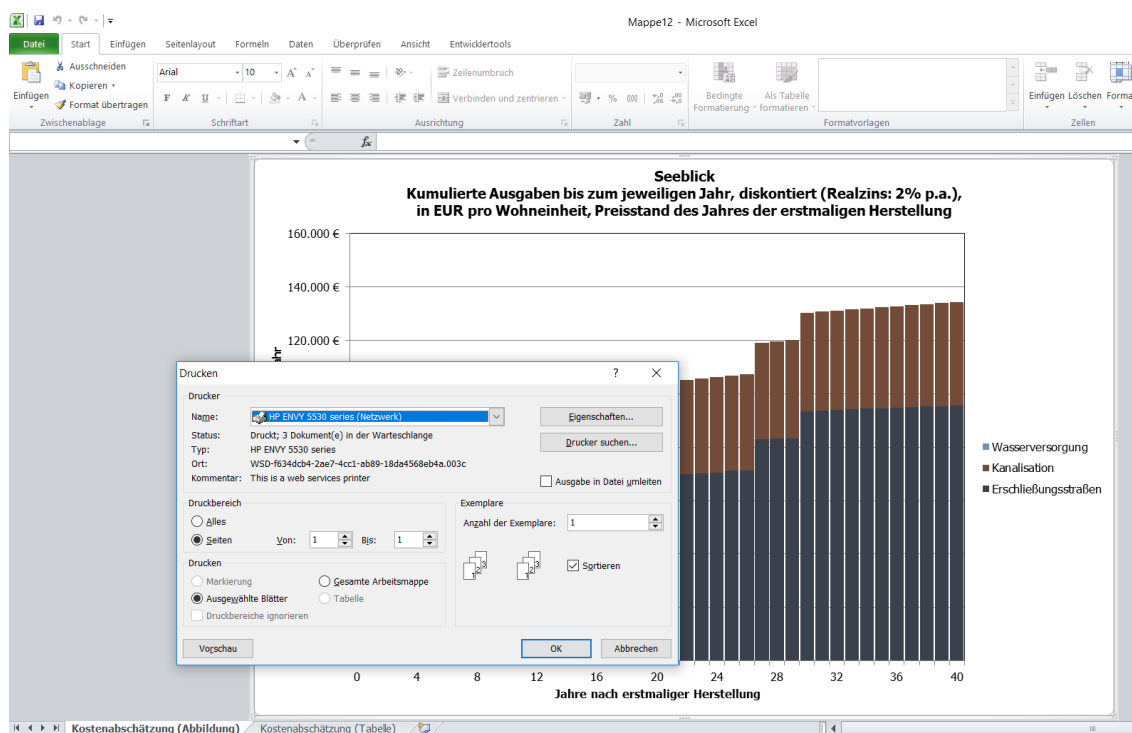 Mappe12 - Microsoft Excel
Datei Start Einfügen Seitenlayout Formeln Daten Überprüfen Ansicht Entwicklertools
Einfügen
Ausschneiden
Kopieren
Format übertragen
Zwischenablage
Arial 10 A A
F K U A
Schriftart
Zeilenumbruch
Verbinden und zentrieren
Ausrichtung
% 000
Zahl
Bedingte Formatierung
Als Tabelle formatieren
Formatvorlagen
Einfügen Löschen Forma
Zellen
fx
Seeblick
Kumulierte Ausgaben bis zum jeweiligen Jahr, diskontiert (Realzins: 2% p.a.),
in EUR pro Wohneinheit, Preisstand des Jahres der erstmaligen Herstellung
160.000 €
140.000 €
120.000 €
Drucken ?
Drucker
Name: HP ENVY 5530 series (Netzwerk) Eigenschaften...
Status: Druckt; 3 Dokument(e) in der Warteschlange Drucker suchen...
Typ: HP ENVY 5530 series
Ort: WSD-f634dcb4-2ae7-4cc1-ab89-18da4568eb4a.003c
Kommentar: This is a web services printer Ausgabe in Datei umleiten
Druckbereich
Alles
Seiten Von: 1 Bis: 1
Exemplare
Anzahl der Exemplare: 1
1 2 3 1 2 3 Sortieren
Drucken
Markierung Gesamte Arbeitsmappe
Ausgewählte Blätter Tabelle
Druckbereiche ignorieren
Vorschau OK Abbrechen
Wasserversorgung
Kanalisation
Erschließungsstraßen
0 4 8 12 16 20 24 28 32 36 40
Jahre nach erstmaliger Herstellung
Kostenabschätzung (Abbildung) Kostenabschätzung (Tabelle)